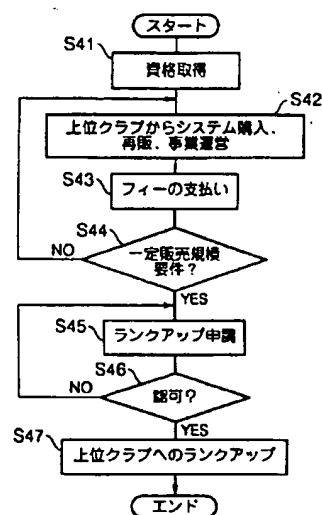 スタート
S41
資格取得
S42
上位クラブからシステム購入、
再販、事業運営
S43
フィーの支払い
S44
一定販売規模
要件？
NO
YES
S45
ランクアップ申請
S46
認可？
NO
YES
S47
上位クラブへのランクアップ
エンド